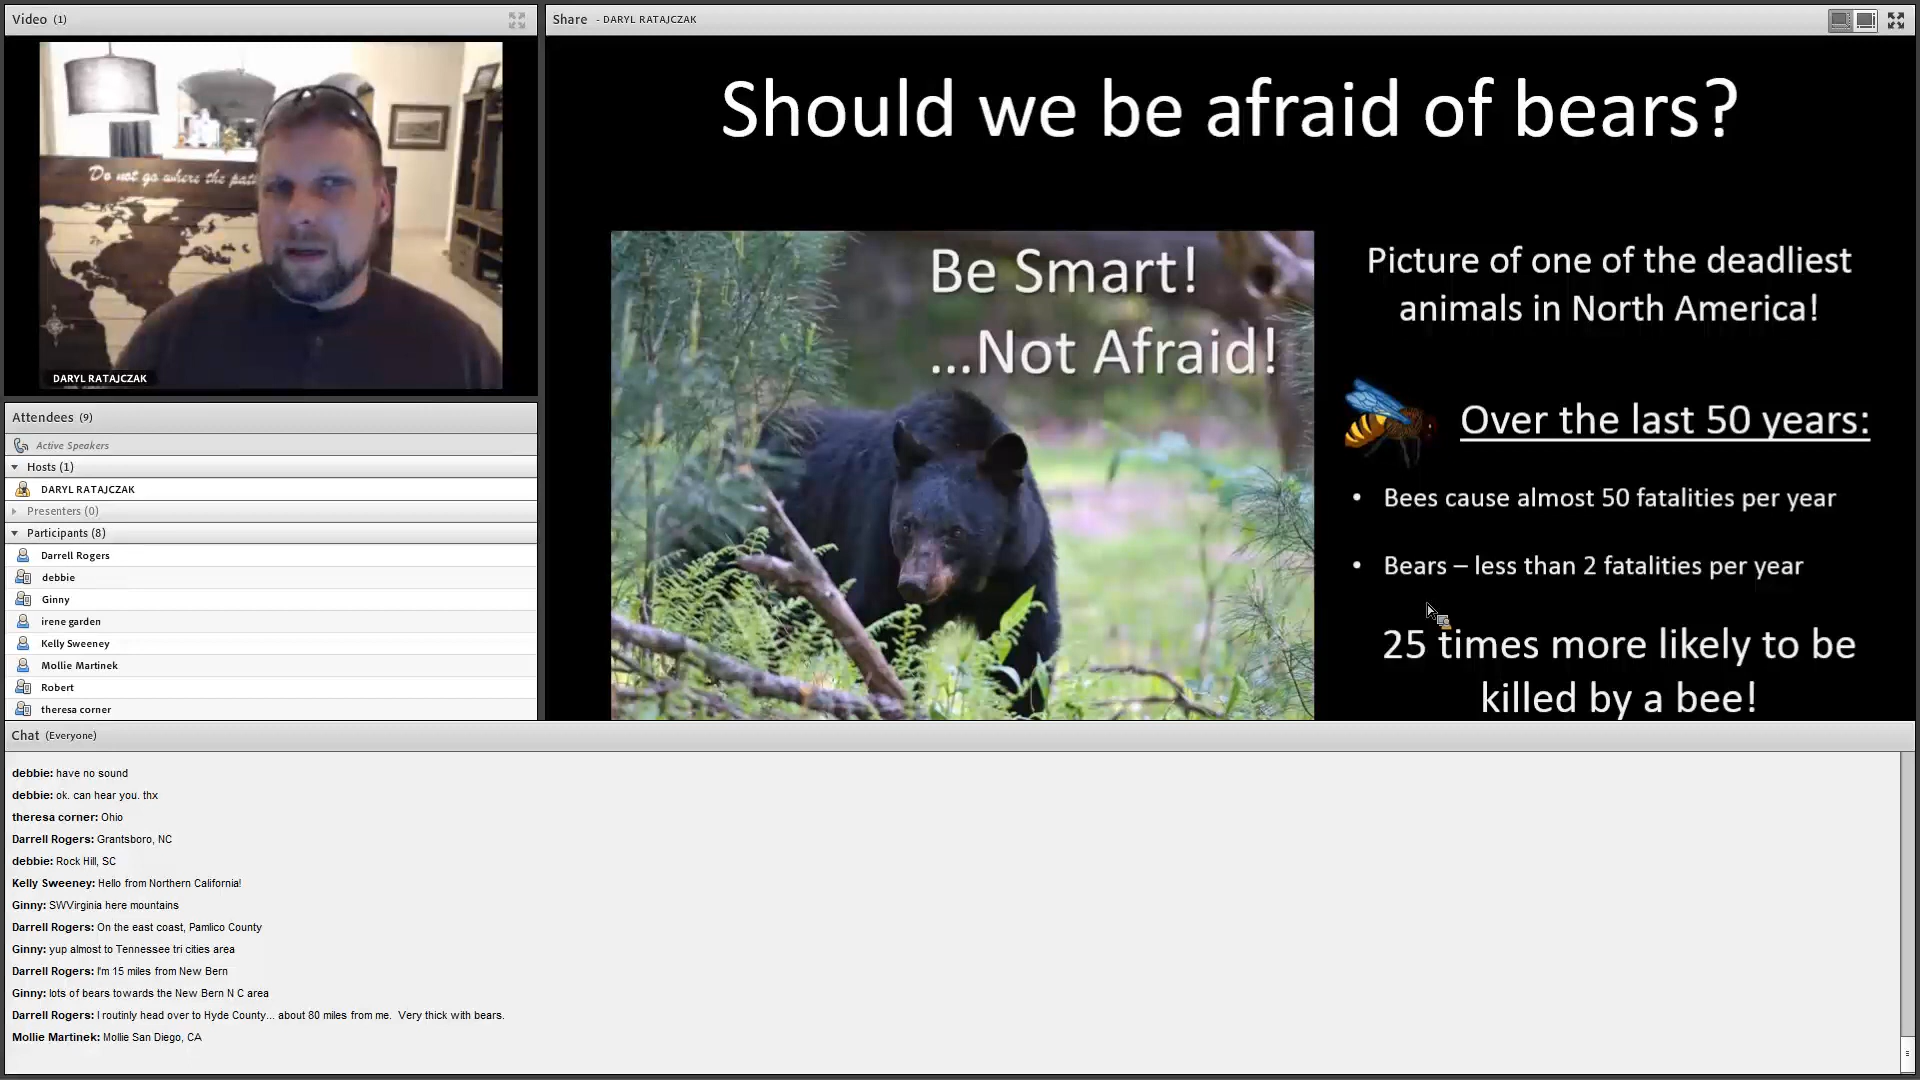 Video (1)
Do not go where the pat
DARYL RATAJCZAK
Attendees (9)
Active Speakers
Hosts (1)
DARYL RATAJCZAK
Presenters (0)
Participants (8)
Darrell Rogers
debbie
Ginny
irene garden
Kelly Sweeney
Mollie Martinek
Robert
theresa corner
Share - DARYL RATAJCZAK
Should we be afraid of bears?
Be Smart!
...Not Afraid!
Picture of one of the deadliest
animals in North America!
Over the last 50 years:
• Bees cause almost 50 fatalities per year
• Bears – less than 2 fatalities per year
25 times more likely to be
killed by a bee!
Chat (Everyone)
debbie: have no sound
debbie: ok. can hear you. thx
theresa corner: Ohio
Darrell Rogers: Grantsboro, NC
debbie: Rock Hill, SC
Kelly Sweeney: Hello from Northern California!
Ginny: SWVirginia here mountains
Darrell Rogers: On the east coast, Pamlico County
Ginny: yup almost to Tennessee tri cities area
Darrell Rogers: I'm 15 miles from New Bern
Ginny: lots of bears towards the New Bern N C area
Darrell Rogers: I routinly head over to Hyde County... about 80 miles from me.  Very thick with bears.
Mollie Martinek: Mollie San Diego, CA